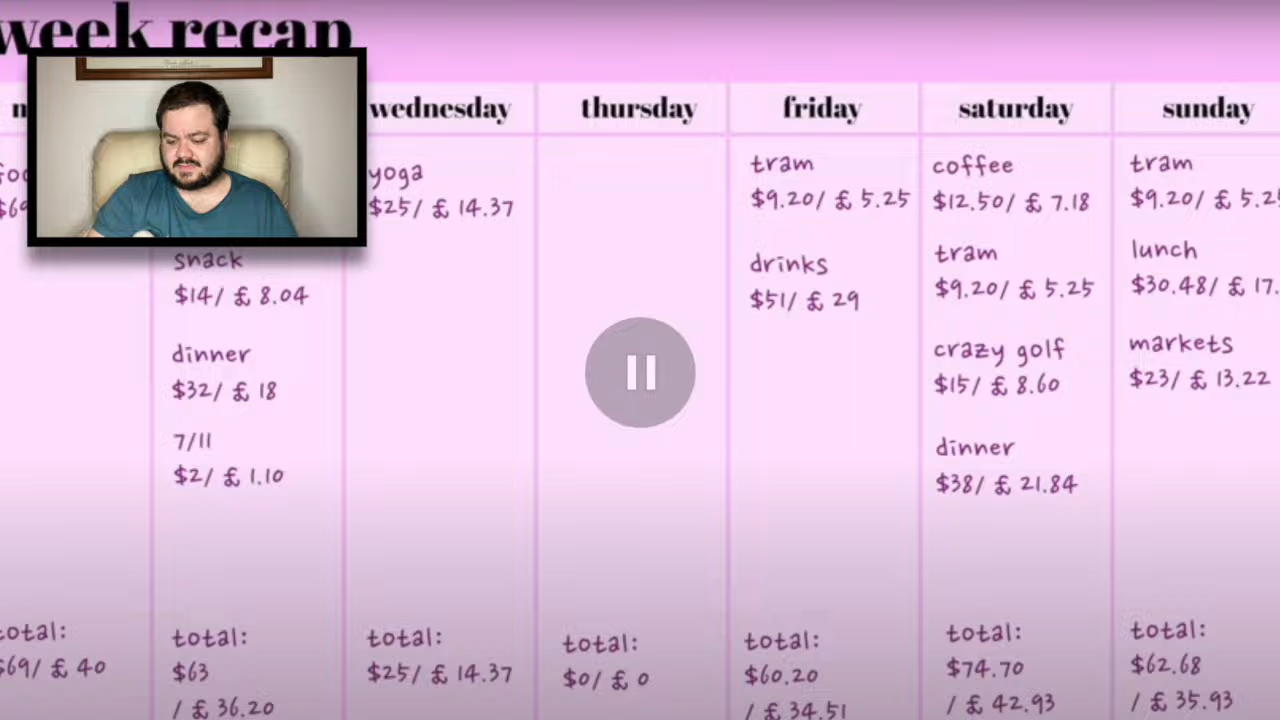 week recap
wednesday
thursday
friday
saturday
sunday
yoga
$25/ £ 14.37
snack
$14/ £ 8.04
dinner
$32/ £ 18
7/11
$2/ £ 1.10
tram
$9.20/ £ 5.25
drinks
$51/ £ 29
coffee
$12.50/ £ 7.18
tram
$9.20/ £ 5.25
crazy golf
$15/ £ 8.60
dinner
$38/ £ 21.84
tram
$9.20/ £ 5.25
lunch
$30.48/ £ 17.
markets
$23/ £ 13.22
total:
$69/ £ 40
total:
$63
/ £ 36.20
total:
$25/ £ 14.37
total:
$0/ £ 0
total:
$60.20
/ £ 34.51
total:
$74.70
/ £ 42.93
total:
$62.68
/ £ 35.93